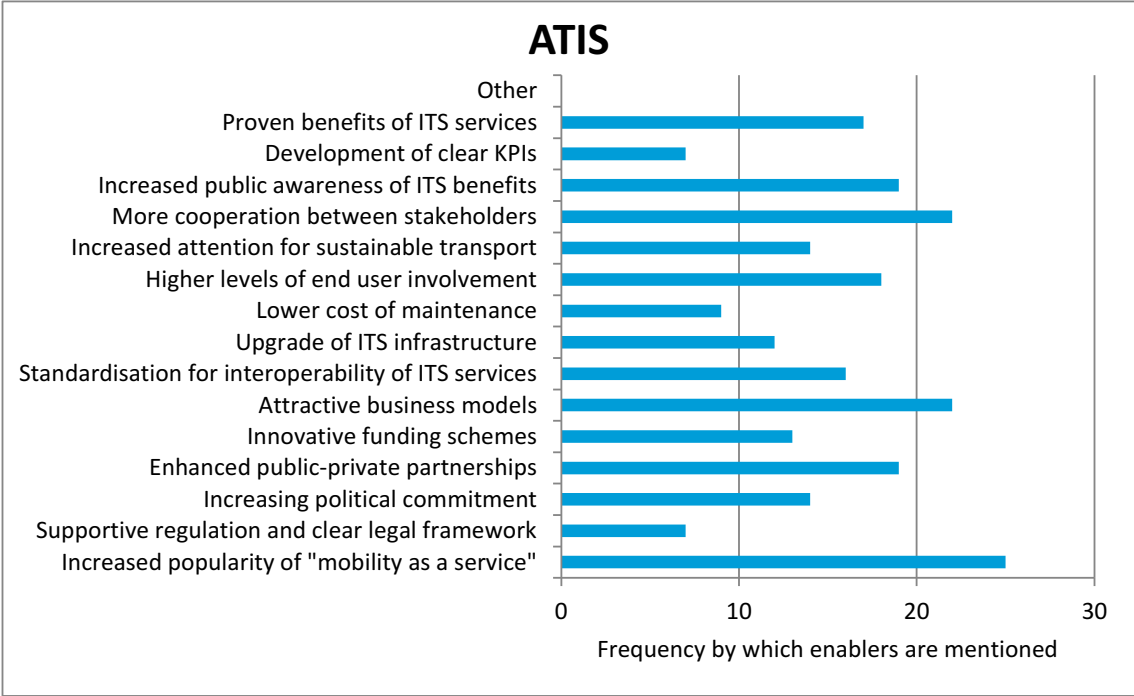 ATIS
Other
Proven benefits of ITS services
Development of clear KPIs
Increased public awareness of ITS benefits
More cooperation between stakeholders
Increased attention for sustainable transport
Higher levels of end user involvement
Lower cost of maintenance
Upgrade of ITS infrastructure
Standardisation for interoperability of ITS services
Attractive business models
Innovative funding schemes
Enhanced public-private partnerships
Increasing political commitment
Supportive regulation and clear legal framework
Increased popularity of "mobility as a service"
0 10 20 30
Frequency by which enablers are mentioned